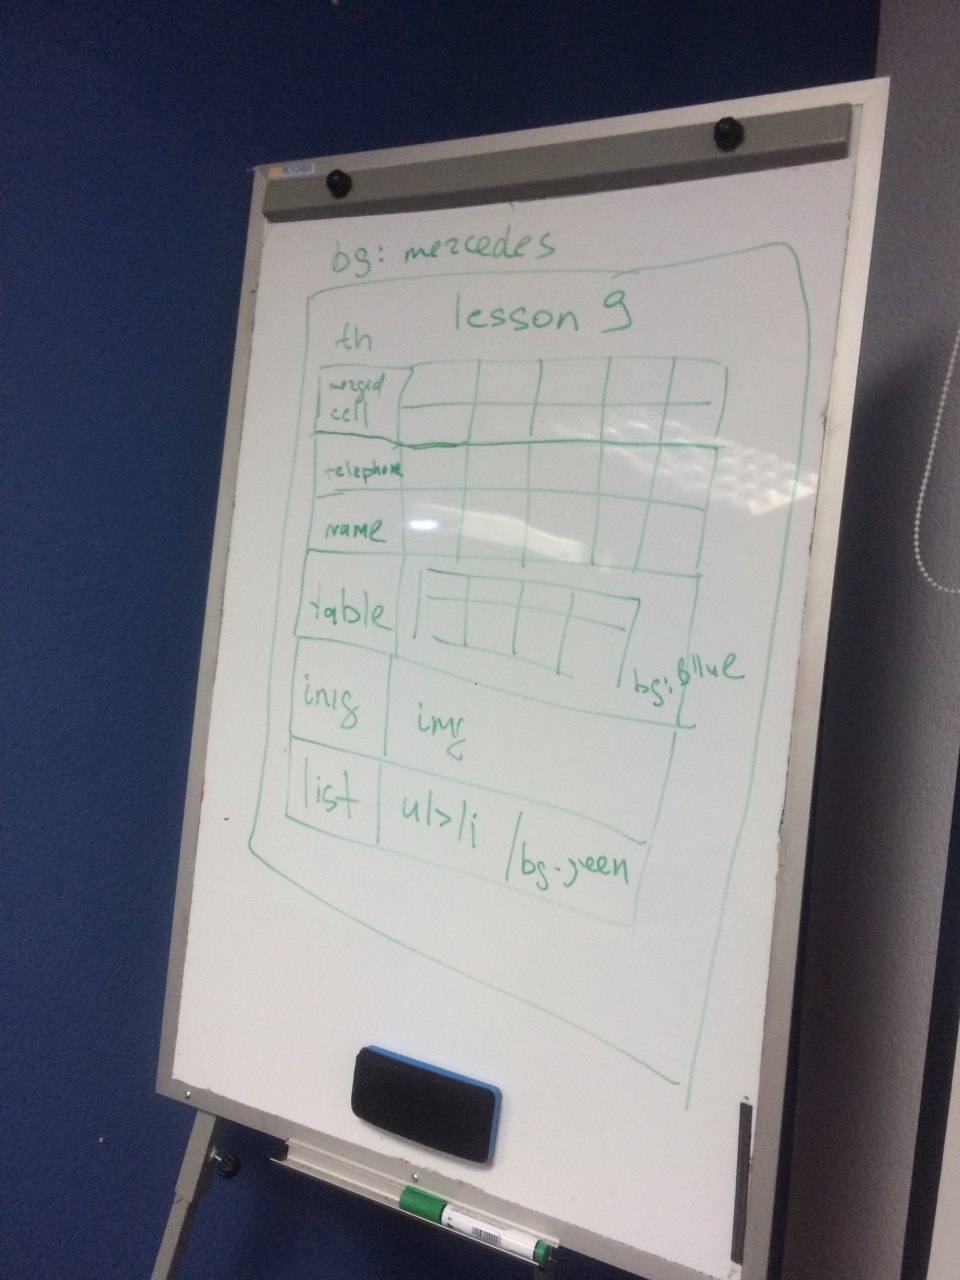 bg: mercedes
lesson 9
th
merged
cell
telephone
name
table
bg: blue
img
img
list
ul>li
bg: green